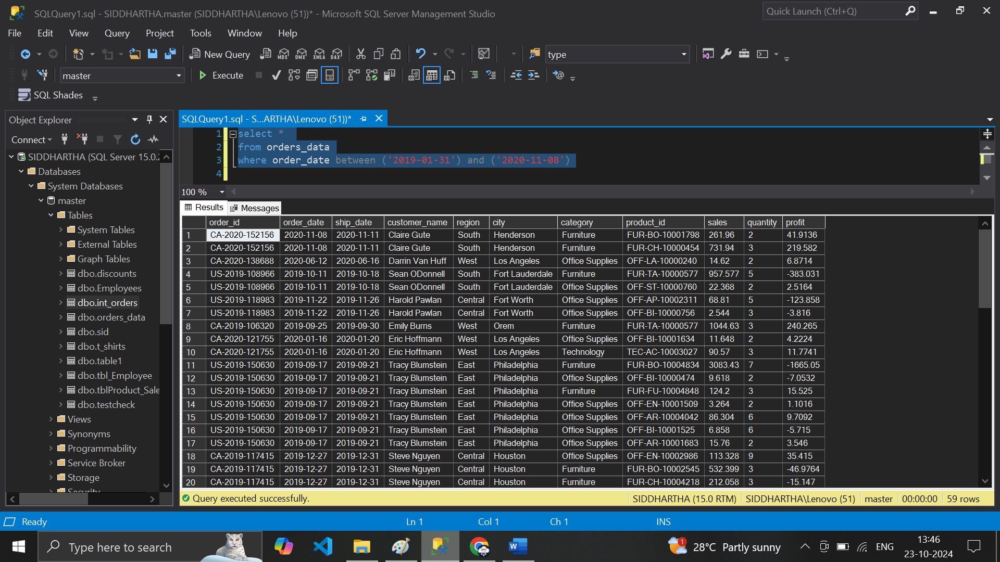 SQLQuery1.sql - SIDDHARTHA.master (SIDDHARTHA\Lenovo (51))* - Microsoft SQL Server Management Studio
Quick Launch (Ctrl+Q)
File Edit View Query Project Tools Window Help
New Query MDX DMX XMLA DAX type
master Execute
SQL Shades
Object Explorer
SQLQuery1.sql - S...ARTHA\Lenovo (51))*
Connect
SIDDHARTHA (SQL Server 15.0.2
Databases
System Databases
master
Tables
System Tables
External Tables
Graph Tables
dbo.discounts
dbo.Employees
dbo.int_orders
dbo.orders_data
dbo.sid
dbo.t_shirts
dbo.table1
dbo.tbl_Employee
dbo.tblProduct_Sale
dbo.testcheck
Views
Synonyms
Programmability
Service Broker
Storage
Security
1 select *
2 from orders_data
3 where order_date between ('2019-01-31') and ('2020-11-08')
4
100 %
Results Messages
order_id order_date ship_date customer_name region city category product_id sales quantity profit
1 CA-2020-152156 2020-11-08 2020-11-11 Claire Gute South Henderson Furniture FUR-BO-10001798 261.96 2 41.9136
2 CA-2020-152156 2020-11-08 2020-11-11 Claire Gute South Henderson Furniture FUR-CH-10000454 731.94 3 219.582
3 CA-2020-138688 2020-06-12 2020-06-16 Darrin Van Huff West Los Angeles Office Supplies OFF-LA-10000240 14.62 2 6.8714
4 US-2019-108966 2019-10-11 2019-10-18 Sean ODonnell South Fort Lauderdale Furniture FUR-TA-10000577 957.577 5 -383.031
5 US-2019-108966 2019-10-11 2019-10-18 Sean ODonnell South Fort Lauderdale Office Supplies OFF-ST-10000760 22.368 2 2.5164
6 US-2019-118983 2019-11-22 2019-11-26 Harold Pawlan Central Fort Worth Office Supplies OFF-AP-10002311 68.81 5 -123.858
7 US-2019-118983 2019-11-22 2019-11-26 Harold Pawlan Central Fort Worth Office Supplies OFF-BI-10000756 2.544 3 -3.816
8 CA-2019-106320 2019-09-25 2019-09-30 Emily Burns West Orem Furniture FUR-TA-10000577 1044.63 3 240.265
9 CA-2020-121755 2020-01-16 2020-01-20 Eric Hoffmann West Los Angeles Office Supplies OFF-BI-10001634 11.648 2 4.2224
10 CA-2020-121755 2020-01-16 2020-01-20 Eric Hoffmann West Los Angeles Technology TEC-AC-10003027 90.57 3 11.7741
11 US-2019-150630 2019-09-17 2019-09-21 Tracy Blumstein East Philadelphia Furniture FUR-BO-10004834 3083.43 7 -1665.05
12 US-2019-150630 2019-09-17 2019-09-21 Tracy Blumstein East Philadelphia Office Supplies OFF-BI-10000474 9.618 2 -7.0532
13 US-2019-150630 2019-09-17 2019-09-21 Tracy Blumstein East Philadelphia Furniture FUR-FU-10004848 124.2 3 15.525
14 US-2019-150630 2019-09-17 2019-09-21 Tracy Blumstein East Philadelphia Office Supplies OFF-EN-10001509 3.264 2 1.1016
15 US-2019-150630 2019-09-17 2019-09-21 Tracy Blumstein East Philadelphia Office Supplies OFF-AR-10004042 86.304 6 9.7092
16 US-2019-150630 2019-09-17 2019-09-21 Tracy Blumstein East Philadelphia Office Supplies OFF-BI-10001525 6.858 6 -5.715
17 US-2019-150630 2019-09-17 2019-09-21 Tracy Blumstein East Philadelphia Office Supplies OFF-AR-10001683 15.76 2 3.546
18 CA-2019-117415 2019-12-27 2019-12-31 Steve Nguyen Central Houston Office Supplies OFF-EN-10002986 113.328 9 35.415
19 CA-2019-117415 2019-12-27 2019-12-31 Steve Nguyen Central Houston Furniture FUR-BO-10002545 532.399 3 -46.9764
20 CA-2019-117415 2019-12-27 2019-12-31 Steve Nguyen Central Houston Furniture FUR-CH-10004218 212.058 3 -15.147
Query executed successfully. SIDDHARTHA (15.0 RTM) SIDDHARTHA\Lenovo (51) master 00:00:00 59 rows
Ready Ln 1 Col 1 Ch 1 INS
Type here to search
1 28°C Partly sunny ENG
13:46
23-10-2024